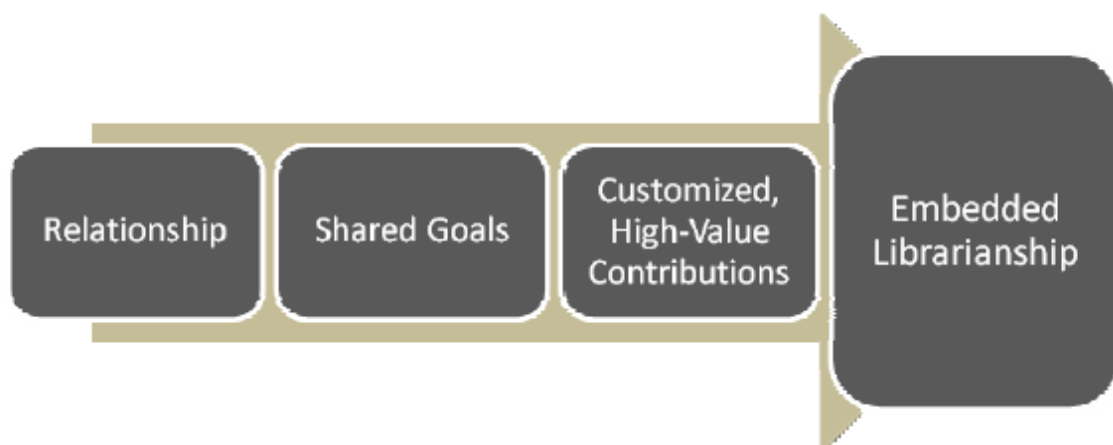 Relationship
Shared Goals
Customized,
High-Value
Contributions
Embedded
Librarianship